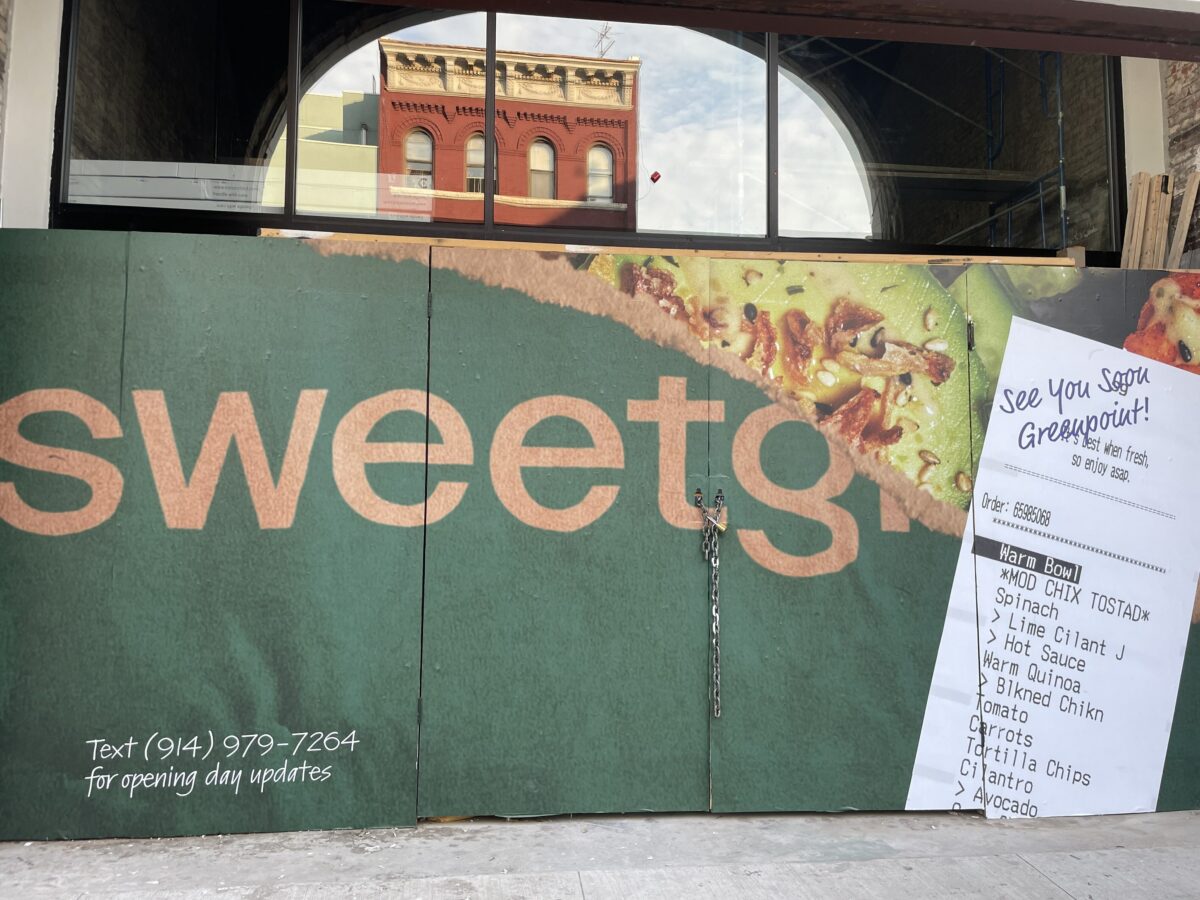 sweetg
See You Soon
Greenpoint!
best when fresh,
so enjoy asap.
Order: 65985068
Warm Bowl
*MOD CHIX TOSTAD*
Spinach
> Lime Cilant J
> Hot Sauce
Warm Quinoa
> Blkned Chikn
Tomato
Carrots
Tortilla Chips
Cilantro
> Avocado
Text (914) 979-7264
for opening day updates